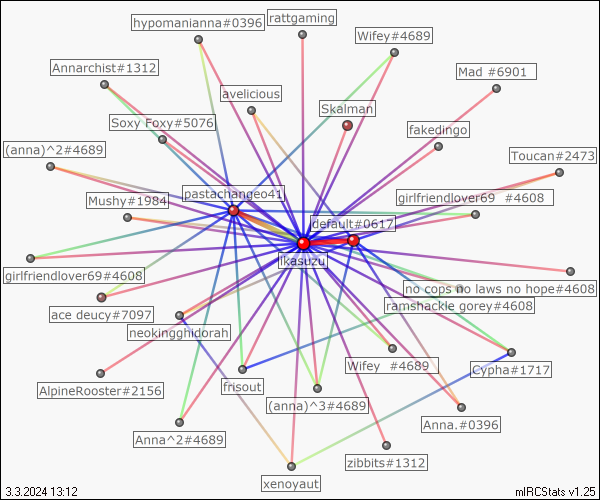 rattgaming
hypomanianna#0396
Wifey#4689
Annarchist#1312
Mad #6901
avelicious
Skalman
Soxy Foxy#5076
fakedingo
(anna)^2#4689
Toucan#2473
pastachangeo41
Mushy#1984
girlfriendlover69 #4608
default#0617
ikasuzu
girlfriendlover69#4608
no cops no laws no hope#4608
ramshackle gorey#4608
ace deucy#7097
neokingghidorah
Wifey #4689
Cypha#1717
AlpineRooster#2156
frisout
(anna)^3#4689
Anna.#0396
Anna^2#4689
zibbits#1312
xenoyaut
3.3.2024 13:12
mIRCStats v1.25